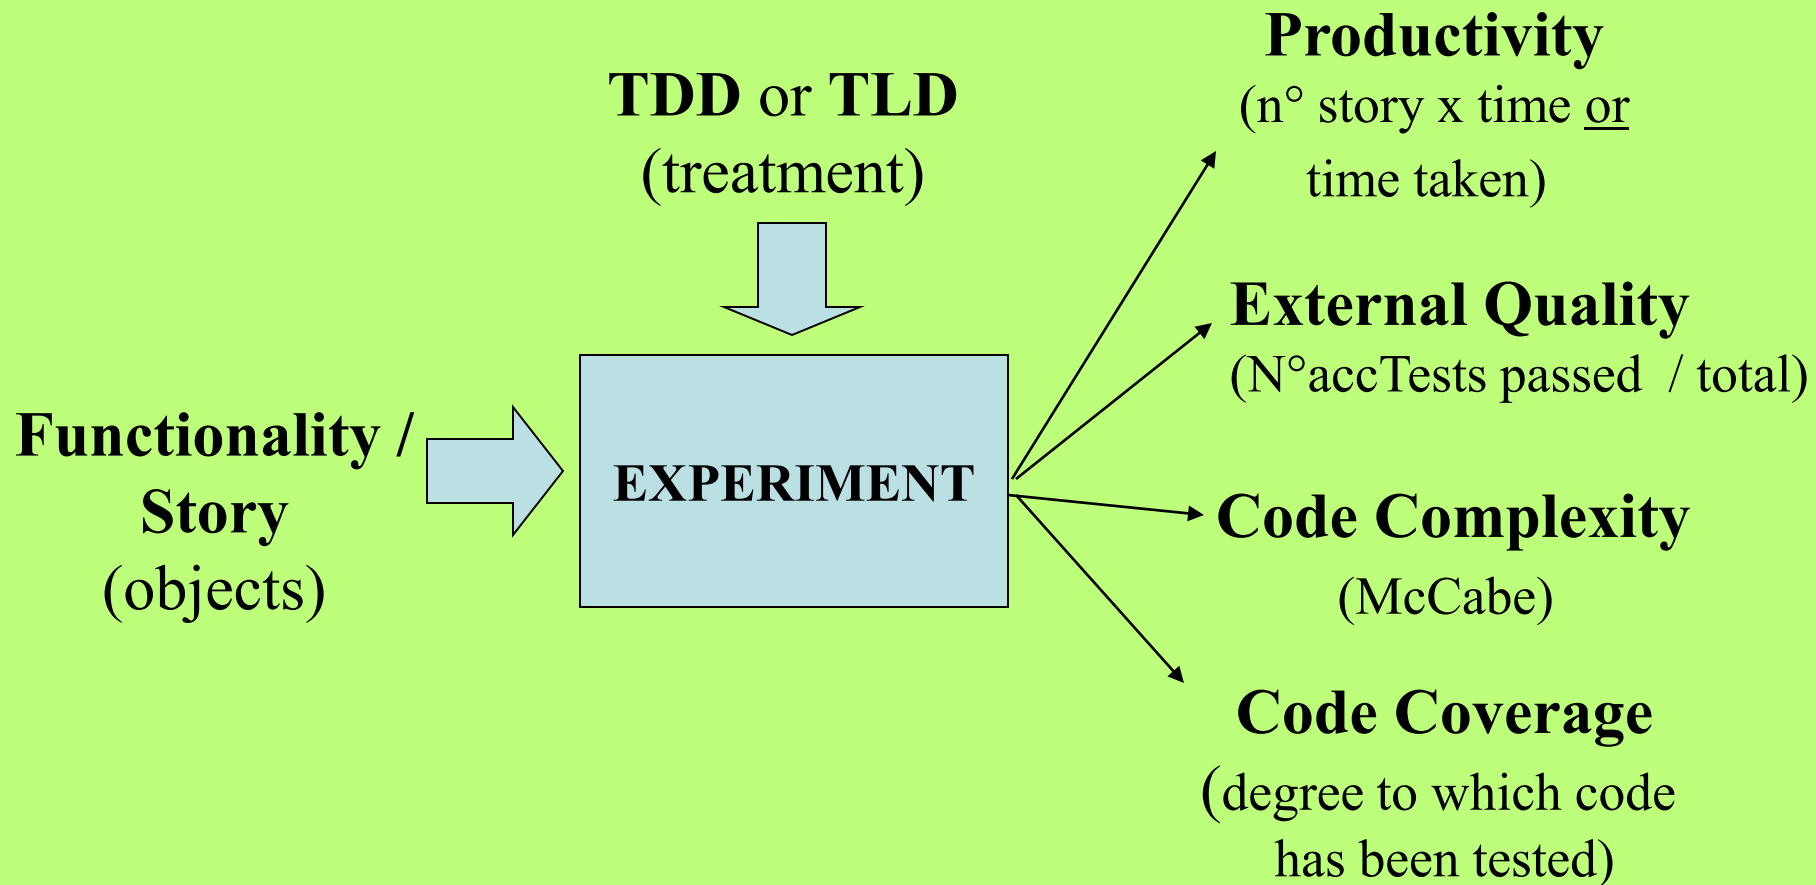 TDD or TLD
(treatment)
Functionality /
Story
(objects)
EXPERIMENT
Productivity
(n° story x time or
time taken)
External Quality
(N°accTests passed / total)
Code Complexity
(McCabe)
Code Coverage
(degree to which code
has been tested)